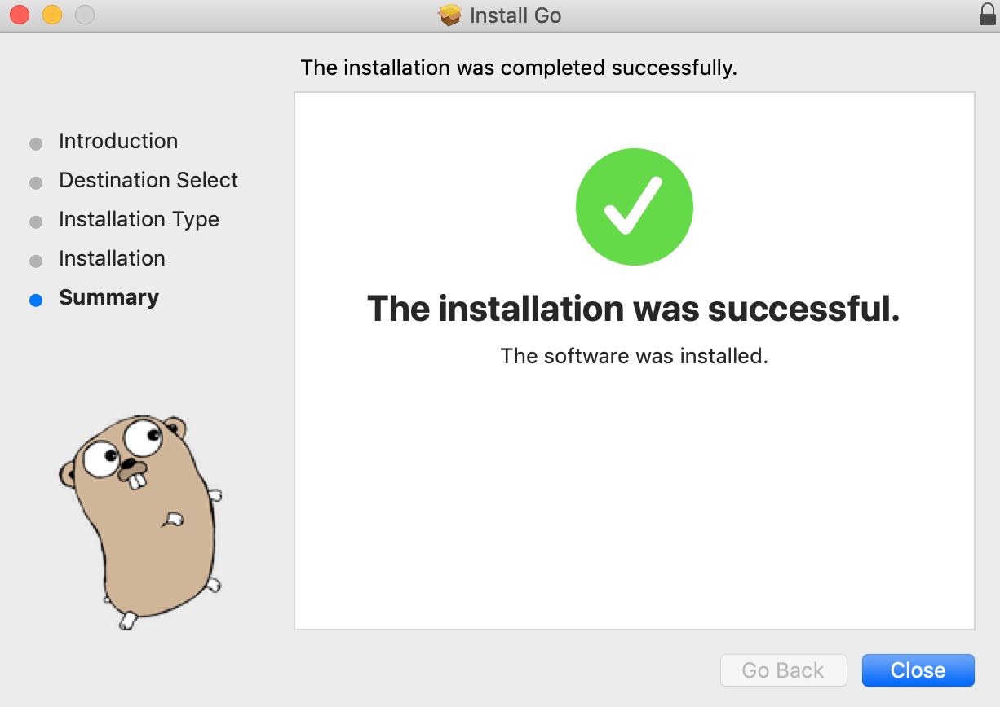 Install Go
The installation was completed successfully.
Introduction
Destination Select
Installation Type
Installation
Summary
The installation was successful.
The software was installed.
Go Back
Close